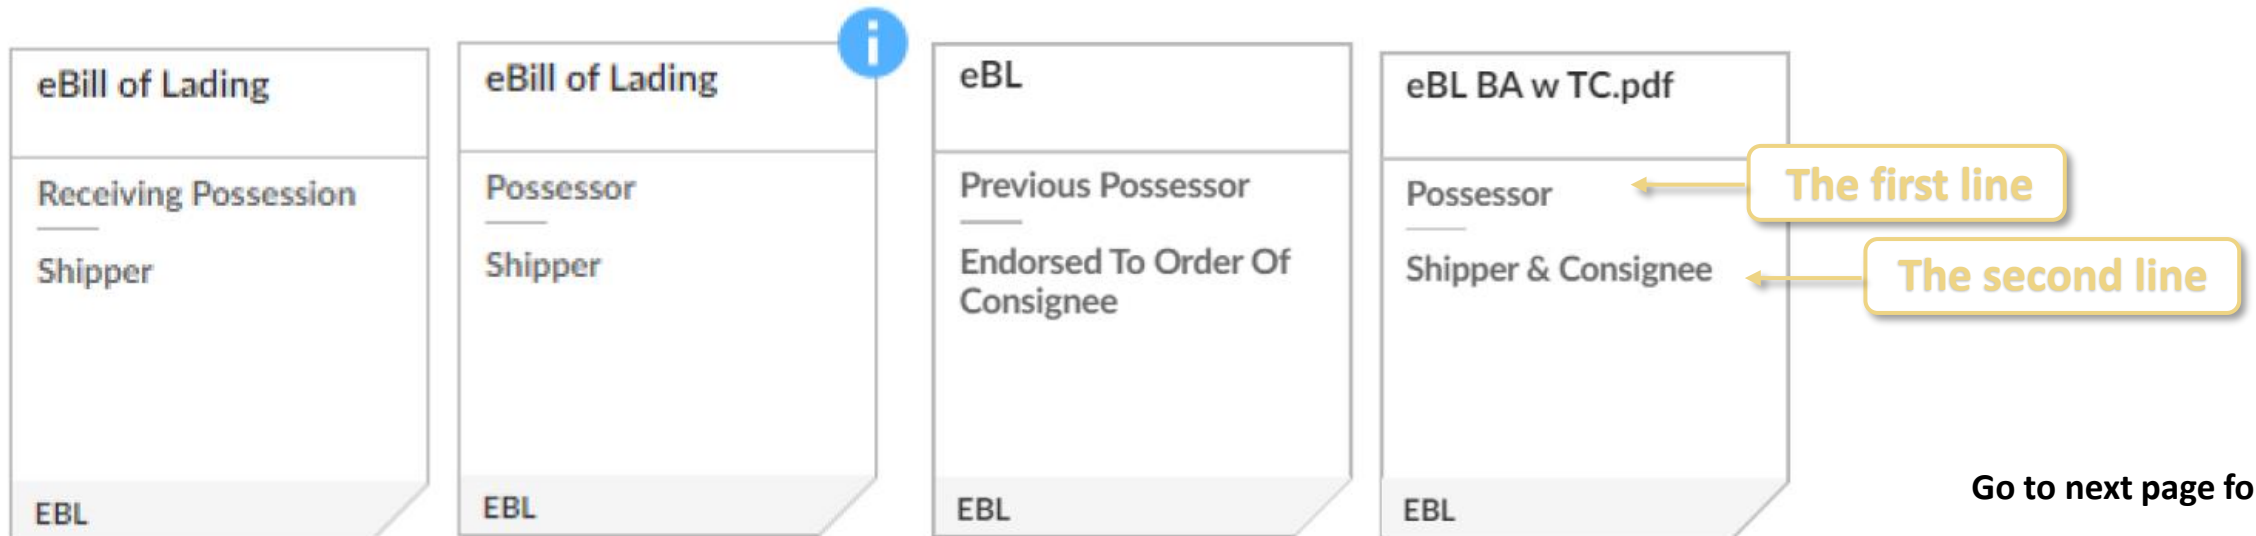 eBill of Lading
Receiving Possession
Shipper
EBL
eBill of Lading
i
Possessor
Shipper
EBL
eBL
Previous Possessor
Endorsed To Order Of
Consignee
EBL
eBL BA w TC.pdf
Possessor
Shipper & Consignee
EBL
The first line
The second line
Go to next page fo